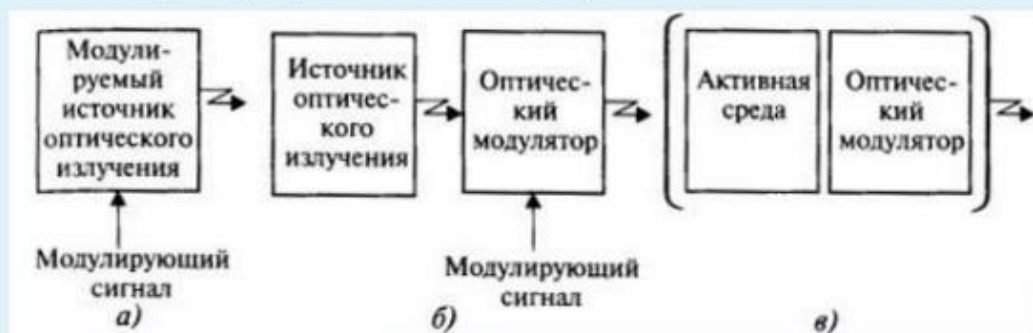 Модули-
руемый
источник
оптического
излучения
Модулирующий
сигнал
а)
Источник
оптичес-
кого
излучения
Оптичес-
кий
модулятор
Модулирующий
сигнал
б)
Активная
среда
Оптичес-
кий
модулятор
в)